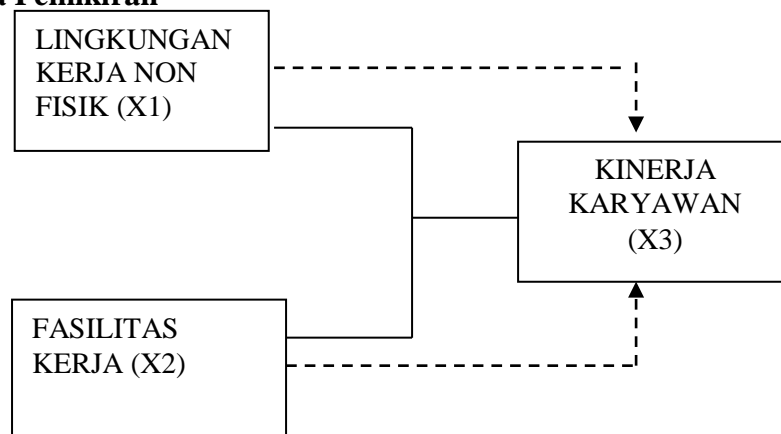 Pemikiran
LINGKUNGAN
KERJA NON
FISIK (X1)
KINERJA
KARYAWAN
(X3)
FASILITAS
KERJA (X2)